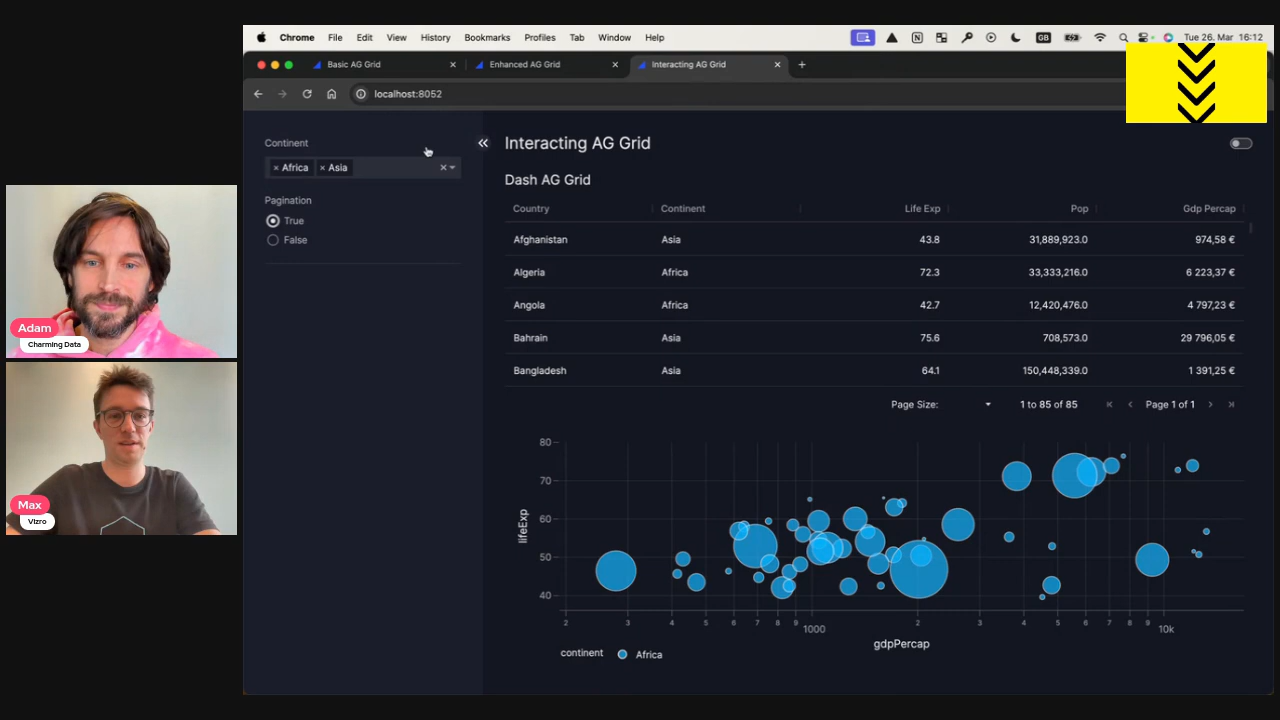 Chrome File Edit View History Bookmarks Profiles Tab Window Help GB Tue 26. Mar 16:12
Basic AG Grid × Enhanced AG Grid × Interacting AG Grid × +
localhost:8052
Continent
× Africa × Asia ×
Pagination
True
False
Interacting AG Grid
Dash AG Grid
Country Continent Life Exp Pop Gdp Percap
Afghanistan Asia 43.8 31,889,923.0 974,58 €
Algeria Africa 72.3 33,333,216.0 6 223,37 €
Angola Africa 42.7 12,420,476.0 4 797,23 €
Bahrain Asia 75.6 708,573.0 29 796,05 €
Bangladesh Asia 64.1 150,448,339.0 1 391,25 €
Page Size: 1 to 85 of 85 Page 1 of 1
80
70
60
50
40
lifeExp
2 3 4 5 6 7 8 9 1000 2 3 4 5 6 7 8 9 10k
gdpPercap
continent Africa
Adam
Charming Data
Max
Vizro